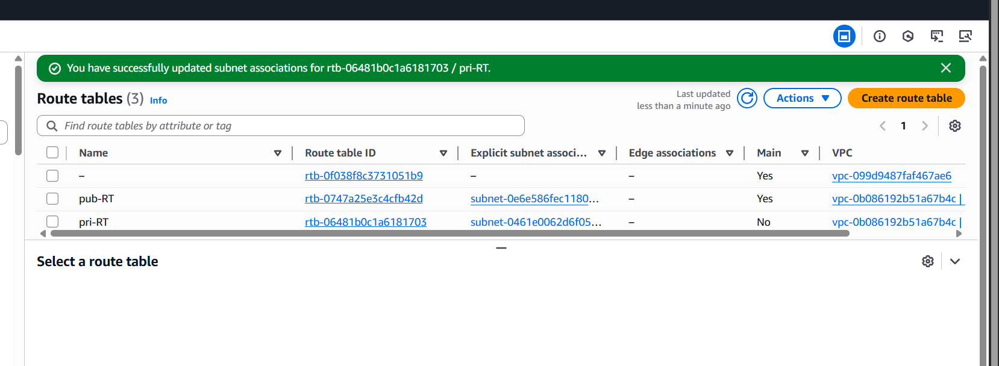 You have successfully updated subnet associations for rtb-06481b0c1a6181703 / pri-RT.
Route tables (3) Info
Last updated
less than a minute ago
Actions
Create route table
Find route tables by attribute or tag
1
Name Route table ID Explicit subnet associ... Edge associations Main VPC
– rtb-0f038f8c3731051b9 – – Yes vpc-099d9487faf467ae6
pub-RT rtb-0747a25e3c4cfb42d subnet-0e6e586fec1180... – Yes vpc-0b086192b51a67b4c |
pri-RT rtb-06481b0c1a6181703 subnet-0461e0062d6f05... – No vpc-0b086192b51a67b4c |
Select a route table